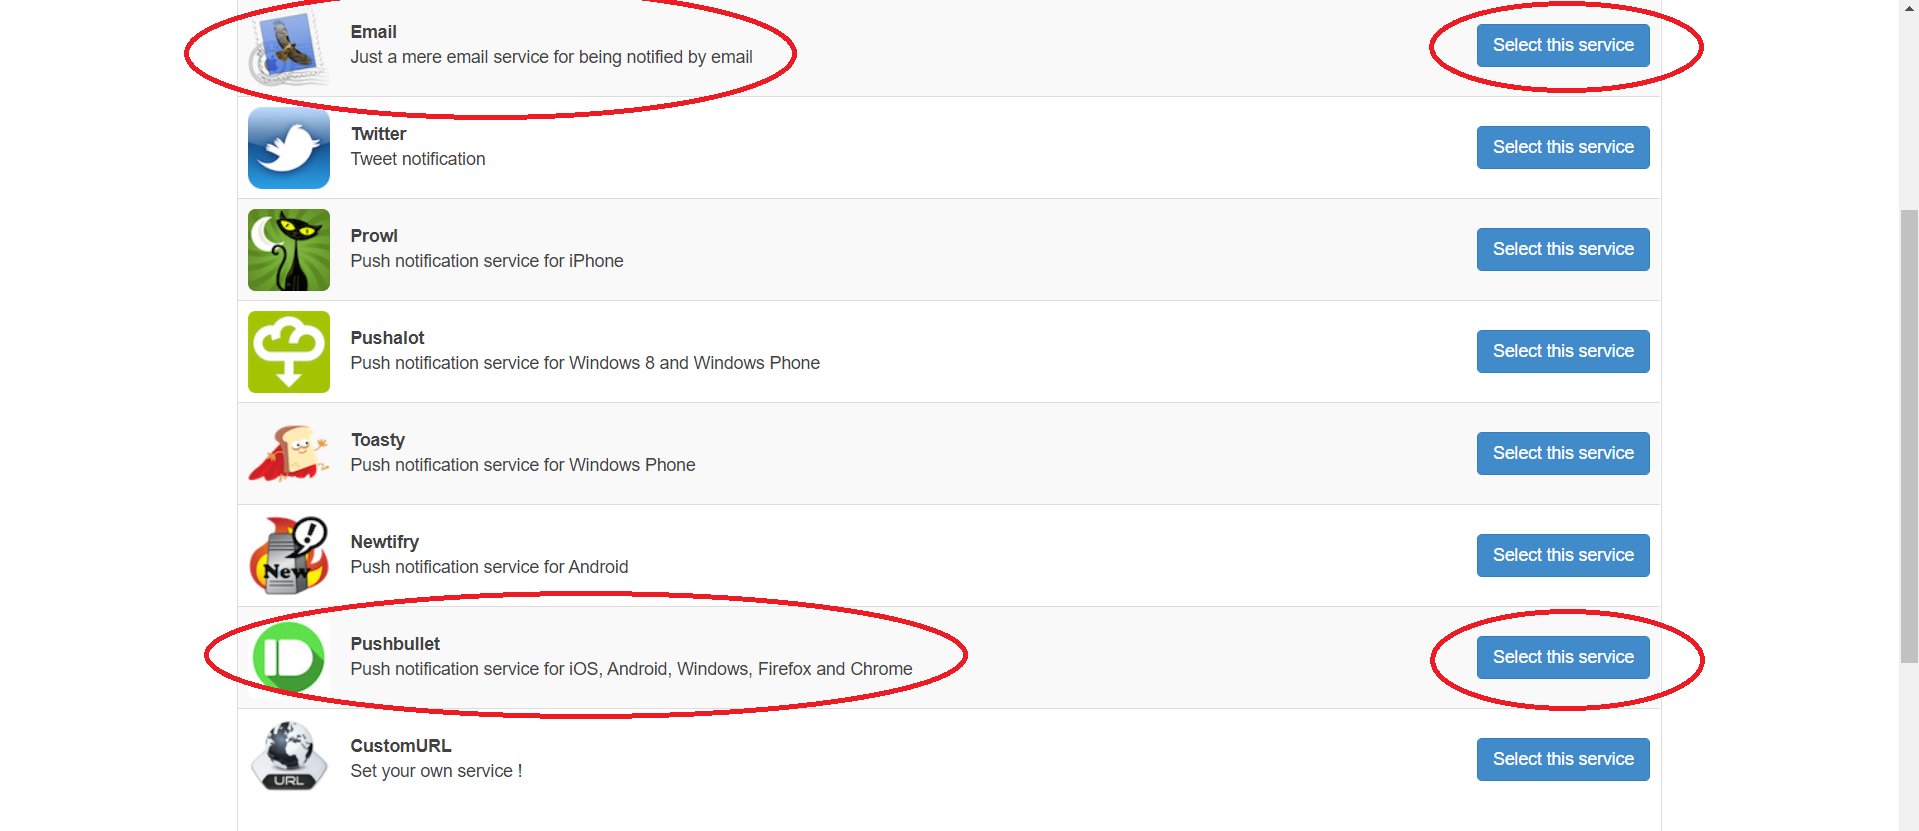 Email
Just a mere email service for being notified by email
Select this service
Twitter
Tweet notification
Select this service
Prowl
Push notification service for iPhone
Select this service
Pushalot
Push notification service for Windows 8 and Windows Phone
Select this service
Toasty
Push notification service for Windows Phone
Select this service
New
Newtifry
Push notification service for Android
Select this service
Pushbullet
Push notification service for iOS, Android, Windows, Firefox and Chrome
Select this service
URL
CustomURL
Set your own service !
Select this service